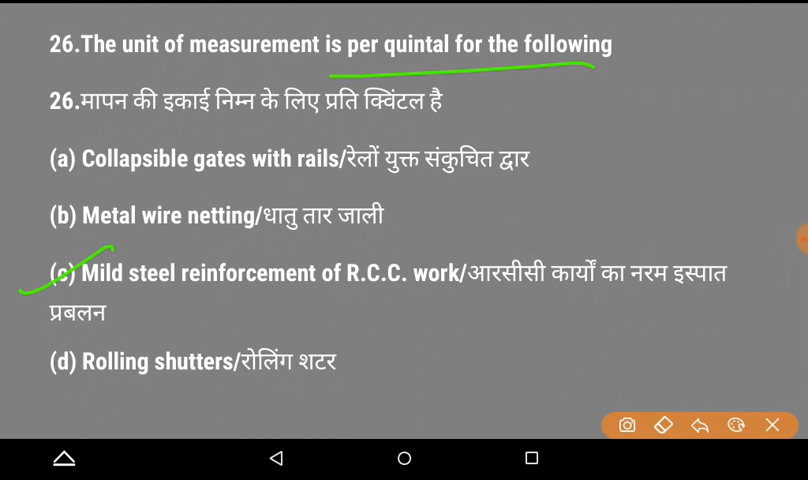 26.The unit of measurement is per quintal for the following
26.मापन की इकाई निम्न के लिए प्रति क्विंटल है
(a) Collapsible gates with rails/रेलों युक्त संकुचित द्वार
(b) Metal wire netting/धातु तार जाली
(c) Mild steel reinforcement of R.C.C. work/आरसीसी कार्यों का नरम इस्पात
प्रबलन
(d) Rolling shutters/रोलिंग शटर